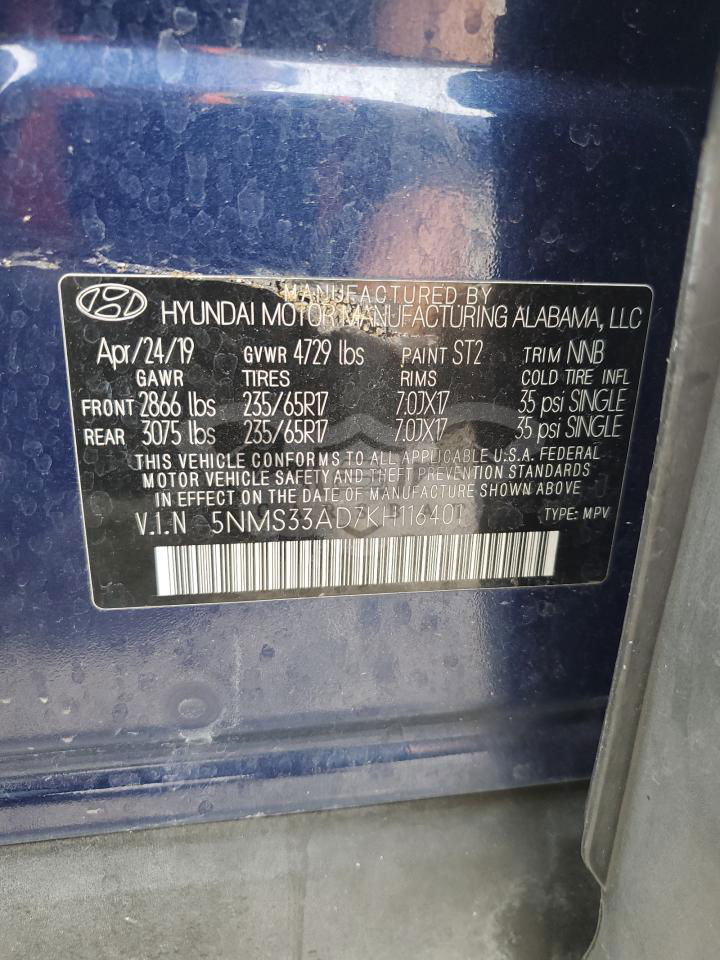 MANUFACTURED BY
HYUNDAI MOTOR MANUFACTURING ALABAMA, LLC
Apr/24/19 GVWR 4729 lbs PAINT ST2 TRIM NNB
GAWR TIRES RIMS COLD TIRE INFL
FRONT 2866 lbs 235/65R17 7.0JX17 35 psi SINGLE
REAR 3075 lbs 235/65R17 7.0JX17 35 psi SINGLE
THIS VEHICLE CONFORMS TO ALL APPLICABLE U.S.A. FEDERAL
MOTOR VEHICLE SAFETY AND THEFT PREVENTION STANDARDS
IN EFFECT ON THE DATE OF MANUFACTURE SHOWN ABOVE.
V.I.N 5NMS33AD7KH116401 TYPE: MPV